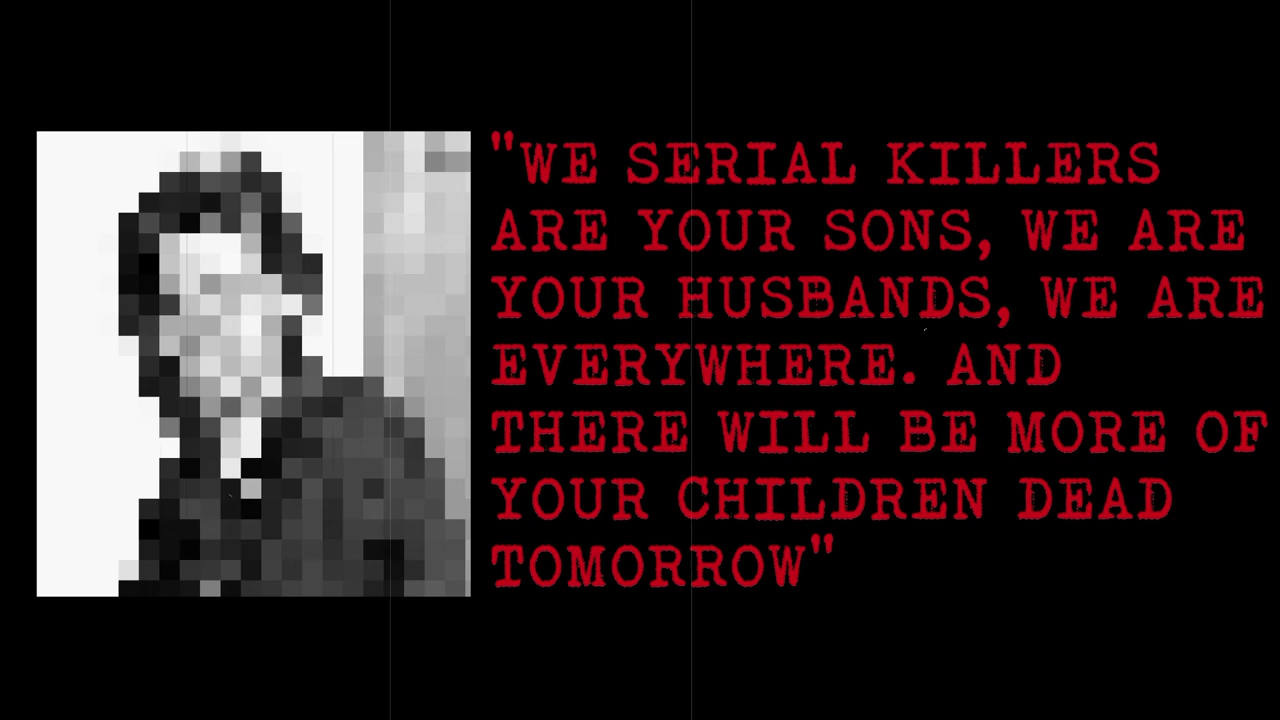 "WE SERIAL KILLERS
ARE YOUR SONS, WE ARE
YOUR HUSBANDS, WE ARE
EVERYWHERE. AND
THERE WILL BE MORE OF
YOUR CHILDREN DEAD
TOMORROW"